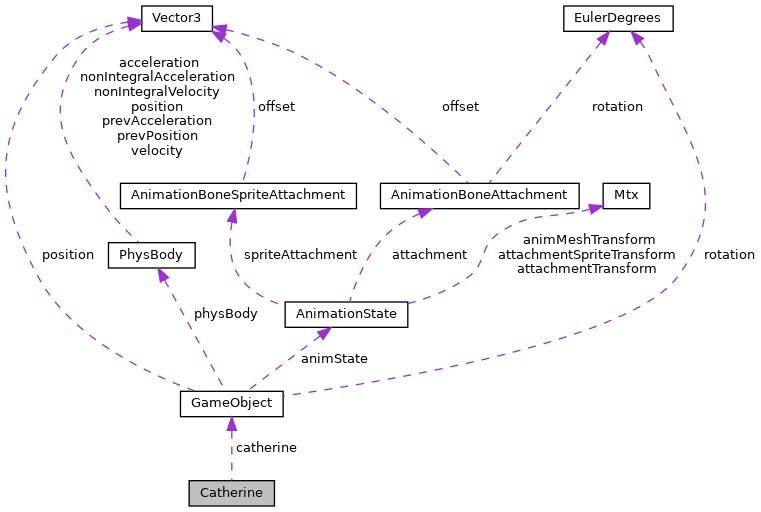 Vector3
EulerDegrees
acceleration
nonIntegralAcceleration
nonIntegralVelocity
position
prevAcceleration
prevPosition
velocity
offset
offset
rotation
AnimationBoneSpriteAttachment
AnimationBoneAttachment
Mtx
position
PhysBody
spriteAttachment
attachment
animMeshTransform
attachmentSpriteTransform
attachmentTransform
rotation
physBody
AnimationState
animState
GameObject
catherine
Catherine